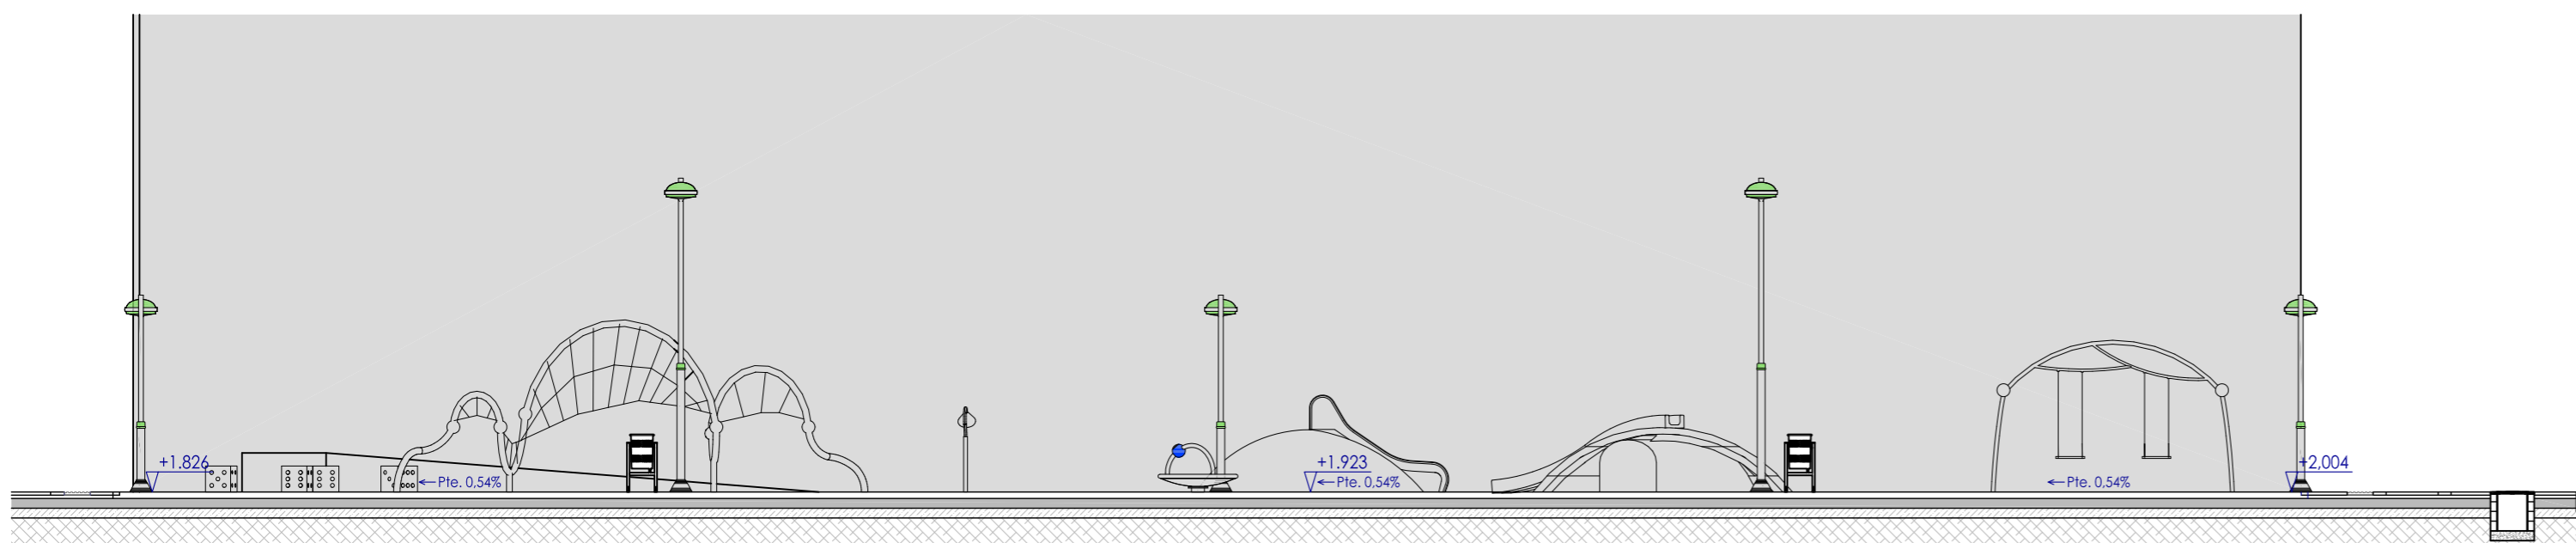 +1.826
← Pte. 0,54%
+1.923
← Pte. 0,54%
← Pte. 0,54%
+2,004